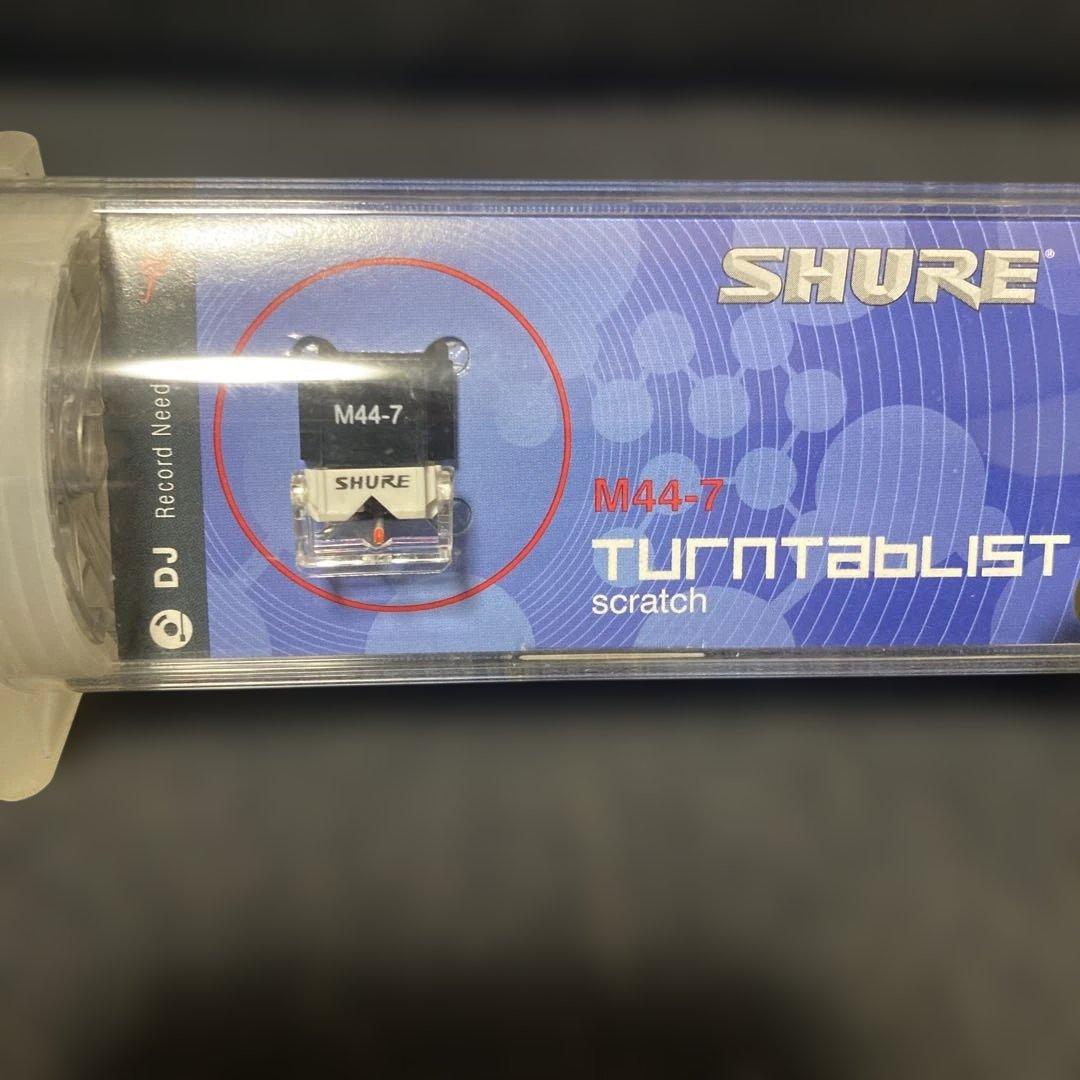 SHURE®
M44-7
SHURE
M44-7
TURNTABLIST
scratch
DJ Record Need